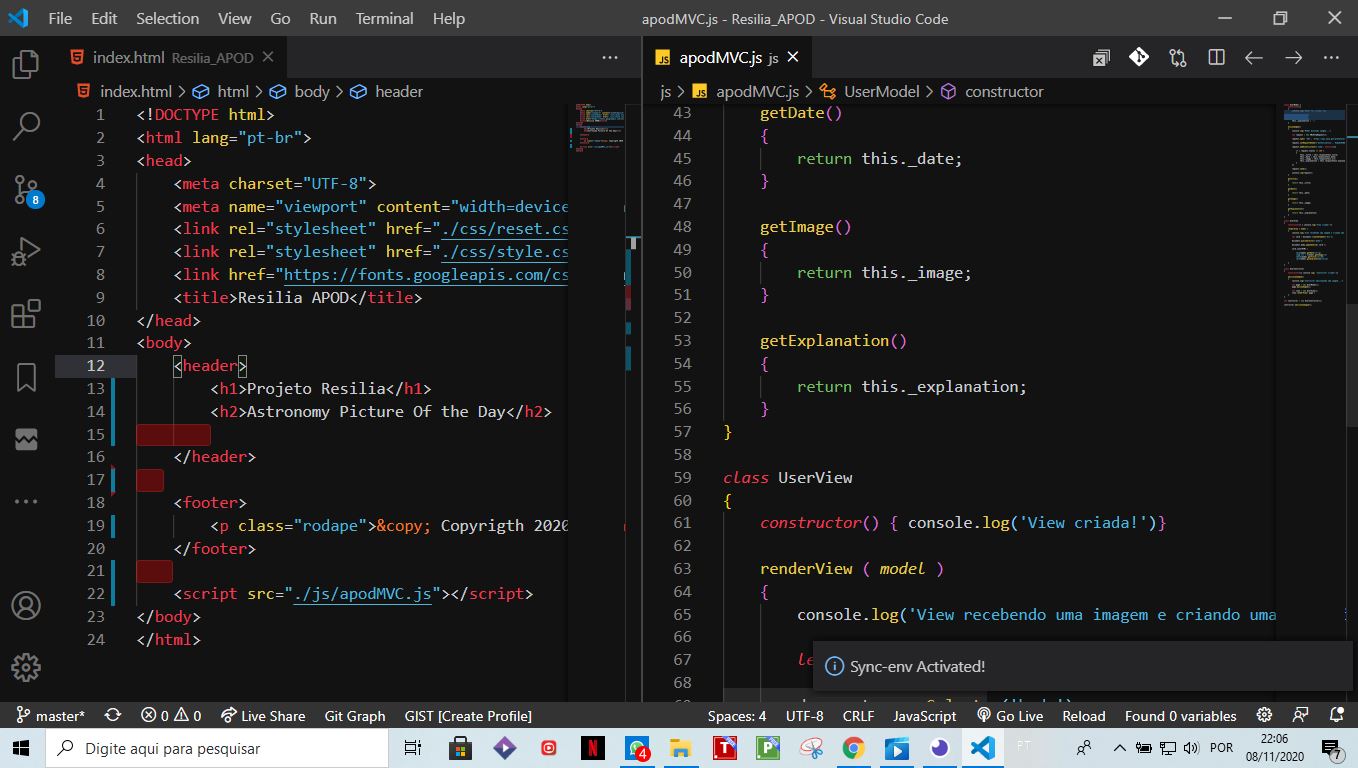 File Edit Selection View Go Run Terminal Help apodMVC.js - Resilia_APOD - Visual Studio Code
index.html Resilia_APOD
index.html > html > body > header
1 <!DOCTYPE html>
2 <html lang="pt-br">
3 <head>
4 <meta charset="UTF-8">
5 <meta name="viewport" content="width=device
6 <link rel="stylesheet" href="./css/reset.cs
7 <link rel="stylesheet" href="./css/style.cs
8 <link href="https://fonts.googleapis.com/cs
9 <title>Resilia APOD</title>
10 </head>
11 <body>
12 <header>
13 <h1>Projeto Resilia</h1>
14 <h2>Astronomy Picture Of the Day</h2>
15
16 </header>
17
18 <footer>
19 <p class="rodape">&copy; Copyrigth 2020
20 </footer>
21
22 <script src="./js/apodMVC.js"></script>
23 </body>
24 </html>
JS apodMVC.js js
js > JS apodMVC.js > UserModel > constructor
43 getDate()
44 {
45 return this._date;
46 }
47
48 getImage()
49 {
50 return this._image;
51 }
52
53 getExplanation()
54 {
55 return this._explanation;
56 }
57 }
58
59 class UserView
60 {
61 constructor() { console.log('View criada!')}
62
63 renderView ( model )
64 {
65 console.log('View recebendo uma imagem e criando uma
66
67
68
8
Sync-env Activated!
master* 0 0 Live Share Git Graph GIST [Create Profile] Spaces: 4 UTF-8 CRLF JavaScript Go Live Reload Found 0 variables
Digite aqui para pesquisar
N 4 T P PT POR
22:06
08/11/2020
7